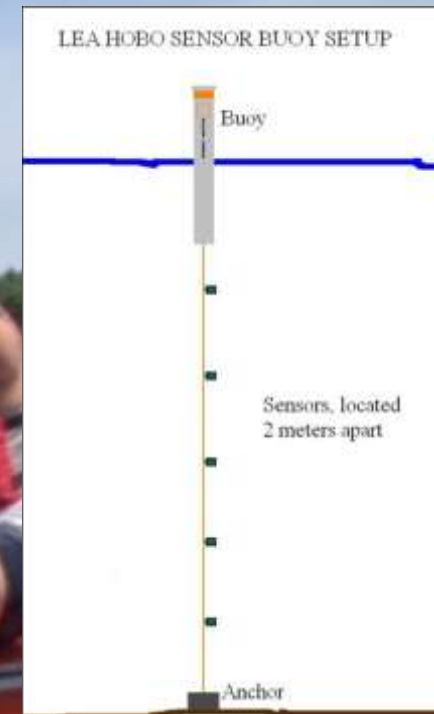 LEA HOBO SENSOR BUOY SETUP
Buoy
Sensors, located
2 meters apart
Anchor